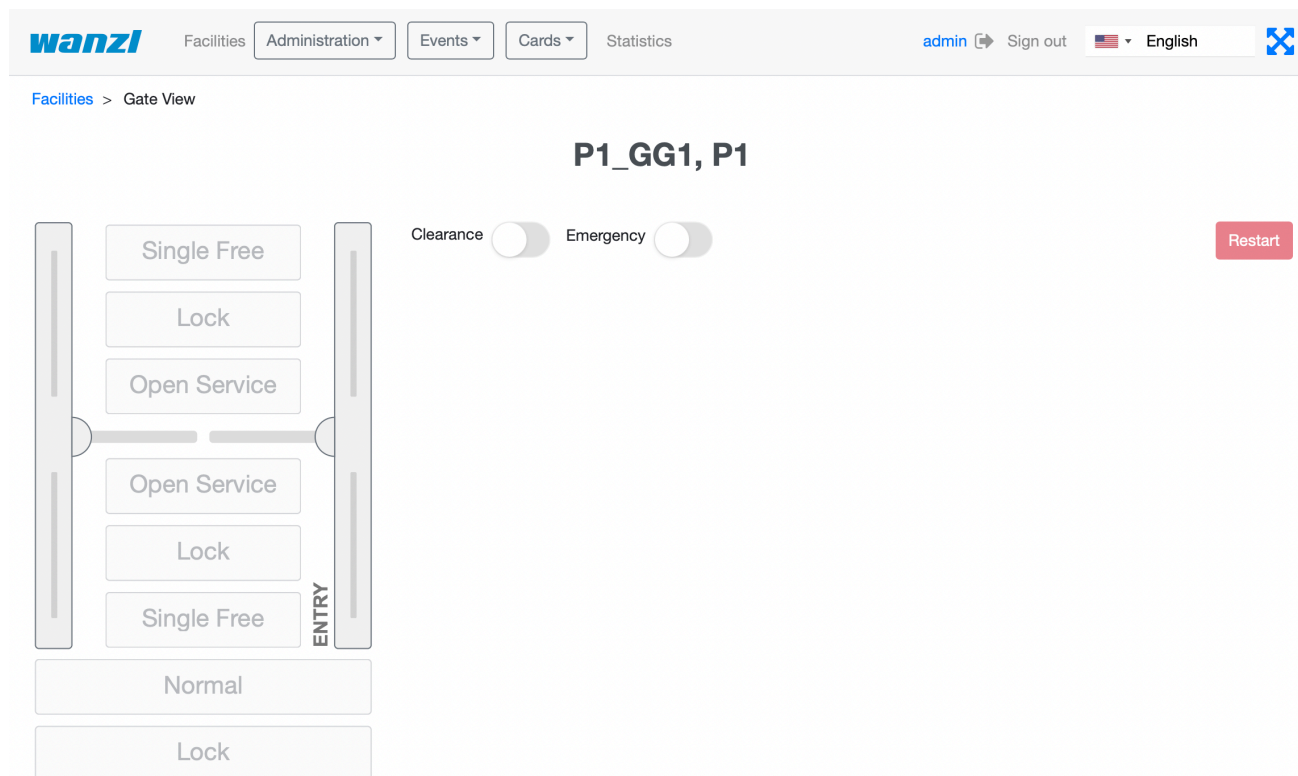 wanzl Facilities Administration Events Cards Statistics admin Sign out English
Facilities > Gate View
P1_GG1, P1
Single Free
Clearance Emergency Restart
Lock
Open Service
Open Service
Lock
Single Free
ENTRY
Normal
Lock